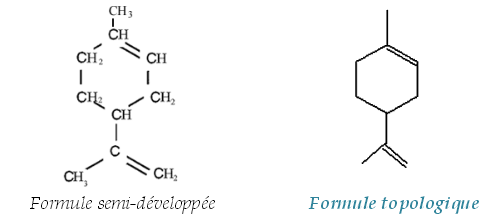 CH₃
CH
CH₂ CH
CH₂ CH₂
CH
C
CH₃ CH₂
Formule semi-développée Formule topologique